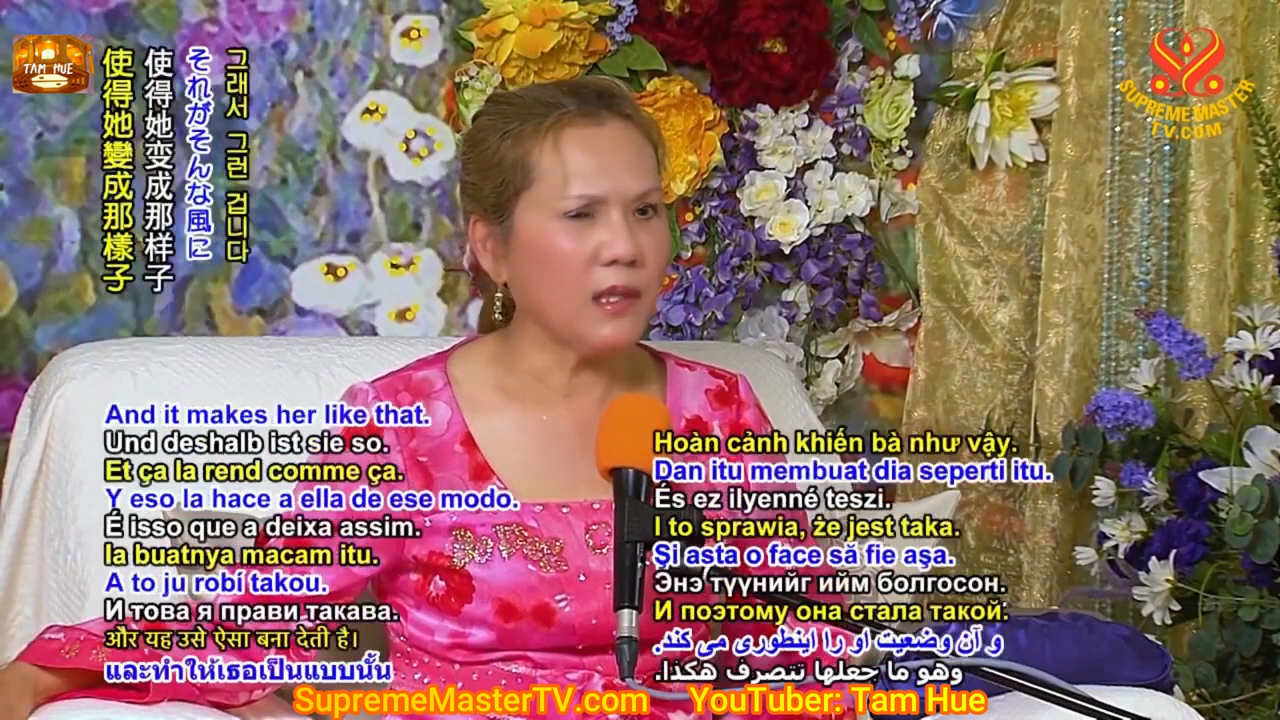 TAM HUE
SUPREME MASTER
TV.COM
그래서 그런 겁니다
それがそんな風に
使得她变成那样子
使得她變成那樣子
And it makes her like that.
Und deshalb ist sie so.
Et ça la rend comme ça.
Y eso la hace a ella de ese modo.
É isso que a deixa assim.
Ia buatnya macam itu.
A to ju robí takou.
И това я прави такава.
और यह उसे ऐसा बना देती है।
และทำให้เธอเป็นแบบนั้น
Hoàn cảnh khiến bà như vậy.
Dan itu membuat dia seperti itu.
És ez ilyenné teszi.
I to sprawia, że jest taka.
Şi asta o face să fie aşa.
Энэ түүнийг ийм болгосон.
И поэтому она стала такой.
و آن وضعیت او را اینطوری می کند.
وهو ما جعلها تتصرف هكذا.
SupremeMasterTV.com YouTuber: Tam Hue